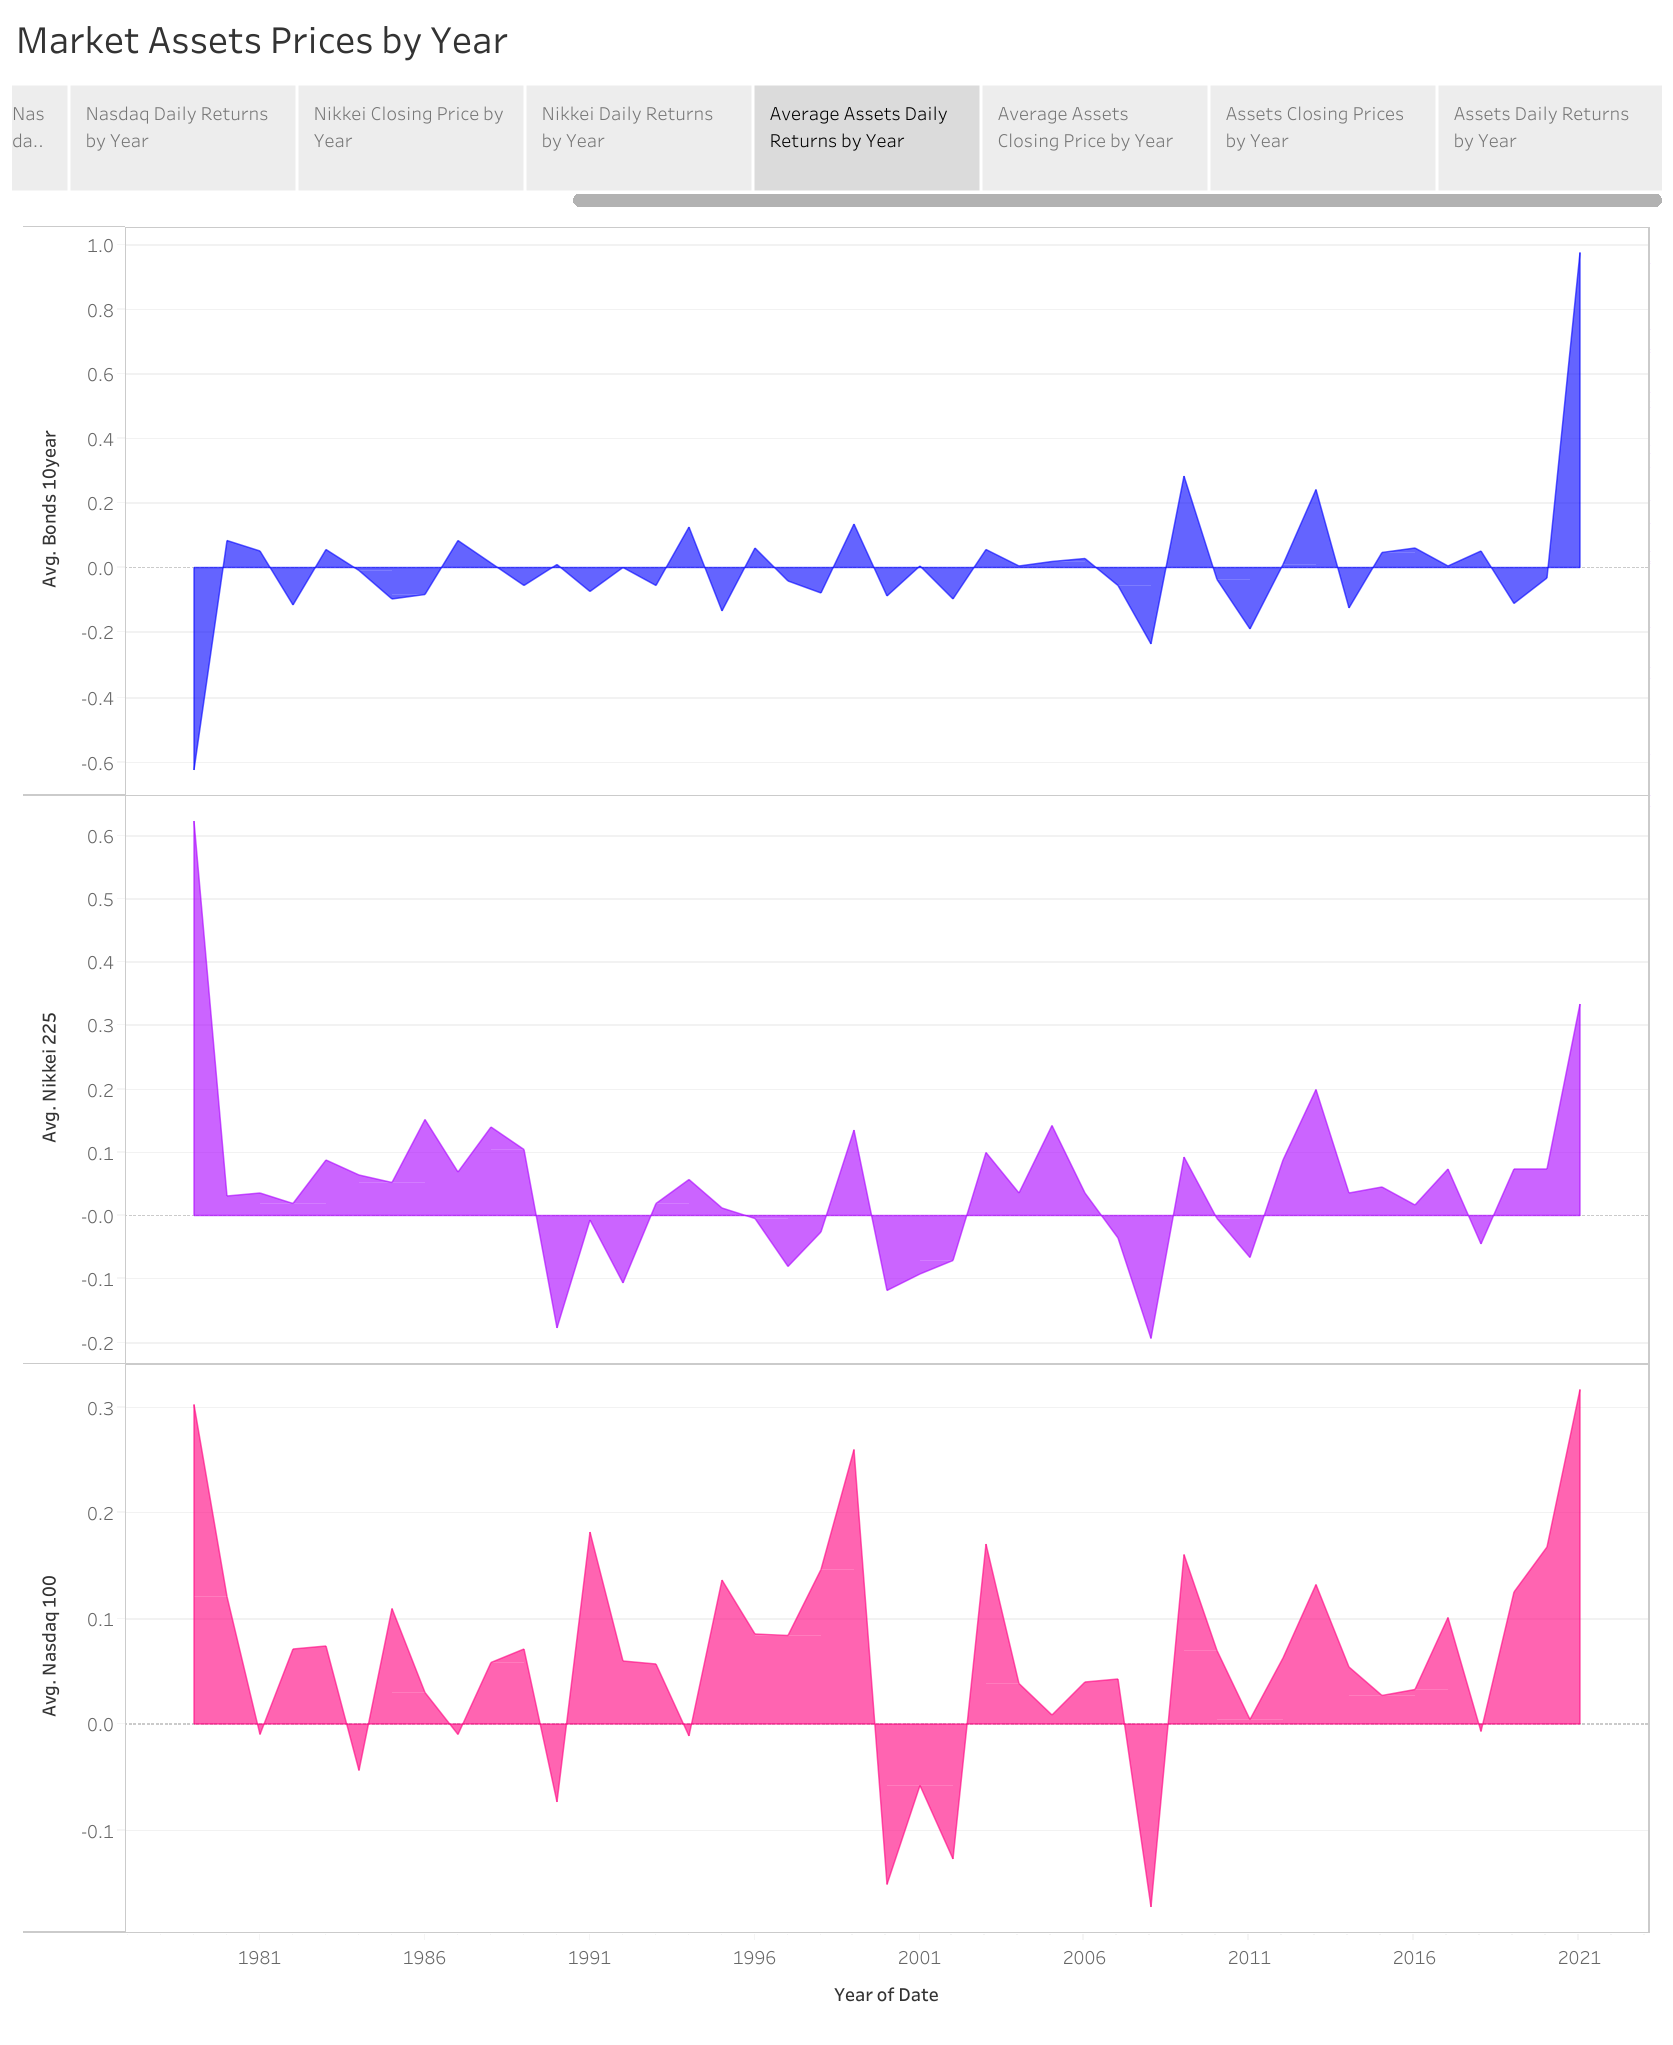 Market Assets Prices by Year
Nas
da..
Nasdaq Daily Returns
by Year
Nikkei Closing Price by
Year
Nikkei Daily Returns
by Year
Average Assets Daily
Returns by Year
Average Assets
Closing Price by Year
Assets Closing Prices
by Year
Assets Daily Returns
by Year
Avg. Bonds 10year
1.0
0.8
0.6
0.4
0.2
0.0
-0.2
-0.4
-0.6
Avg. Nikkei 225
0.6
0.5
0.4
0.3
0.2
0.1
-0.0
-0.1
-0.2
Avg. Nasdaq 100
0.3
0.2
0.1
0.0
-0.1
1981 1986 1991 1996 2001 2006 2011 2016 2021
Year of Date